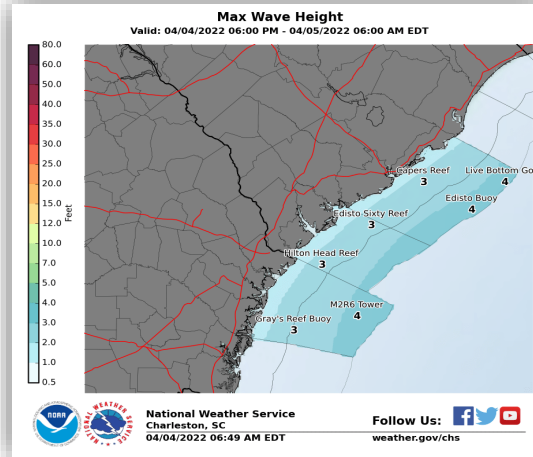 Max Wave Height
Valid: 04/04/2022 06:00 PM - 04/05/2022 06:00 AM EDT
80.0
60.0
50.0
40.0
35.0
30.0
25.0
20.0
15.0
12.0
10.0
7.0
5.0
4.0
3.0
2.0
1.0
0.5
Feet
Capers Reef
3
Live Bottom Go
4
Edisto Buoy
4
Edisto Sixty Reef
3
Hilton Head Reef
3
M2R6 Tower
4
Gray's Reef Buoy
3
NOAA
NATIONAL WEATHER SERVICE
National Weather Service
Charleston, SC
04/04/2022 06:49 AM EDT
Follow Us:
weather.gov/chs